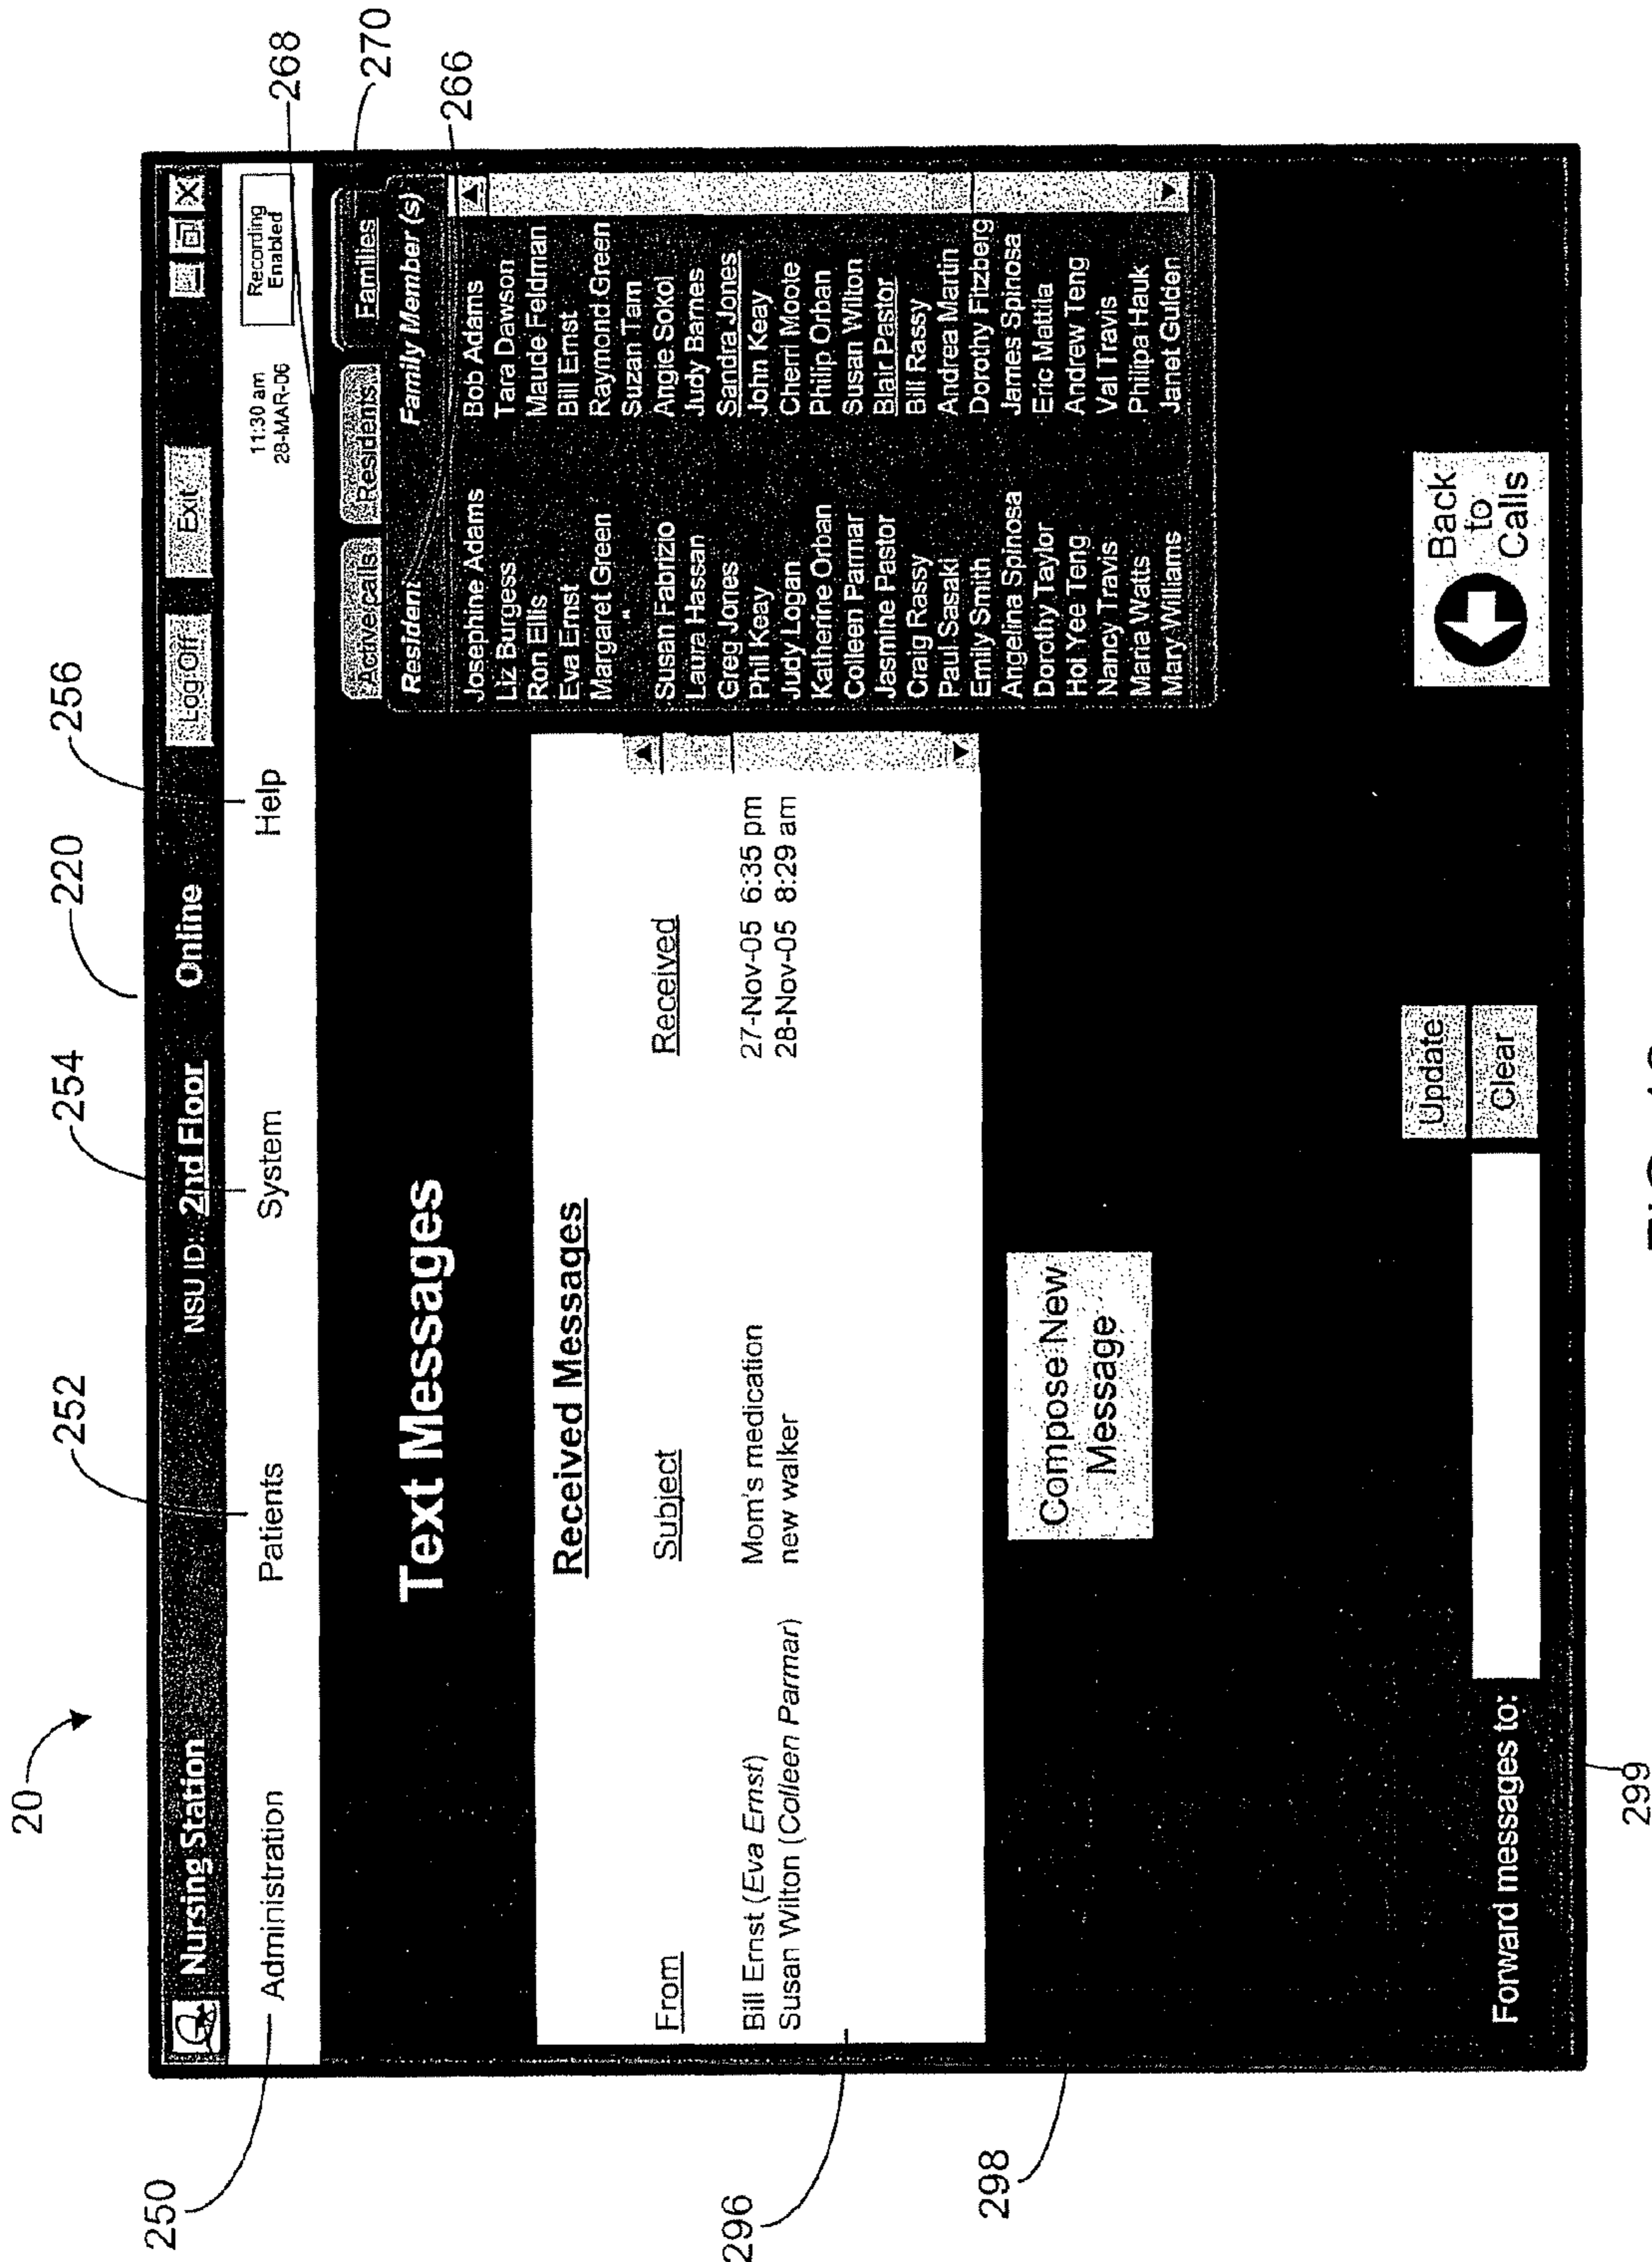 20
220
252
254
256
268
270
266
Nursing Station NSU ID: 2nd Floor Online Log Off Exit
250
Administration Patients System Help
11:30 am
28-MAR-06
Recording
Enabled
Active calls Residents Families
Text Messages
Received Messages
From Subject Received
Bill Ernst (Eva Ernst) Mom's medication 27-Nov-05 6:35 pm
Susan Wilton (Colleen Parmar) new walker 28-Nov-05 8:29 am
296
298
Compose New
Message
Resident Family Member (s)
Josephine Adams Bob Adams
Liz Burgess Tara Dawson
Ron Ellis Maude Feldman
Eva Ernst Bill Ernst
Margaret Green Raymond Green
" Suzan Tam
Susan Fabrizio Angie Sokol
Laura Hassan Judy Barnes
Greg Jones Sandra Jones
Phil Keay John Keay
Judy Logan Cherri Moote
Katherine Orban Philip Orban
Colleen Parmar Susan Wilton
Jasmine Pastor Blair Pastor
Craig Rassy Bill Rassy
Paul Sasaki Andrea Martin
Emily Smith Dorothy Fitzberg
Angelina Spinosa James Spinosa
Dorothy Taylor Eric Mattila
Hoi Yee Teng Andrew Teng
Nancy Travis Val Travis
Maria Watts Philipa Hauk
Mary Williams Janet Gulden
Update
Forward messages to: Clear
Back
to
Calls
299